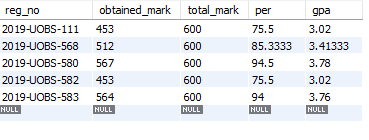 reg_no obtained_mark total_mark per gpa
2019-UOBS-111 453 600 75.5 3.02
2019-UOBS-568 512 600 85.3333 3.41333
2019-UOBS-580 567 600 94.5 3.78
2019-UOBS-582 453 600 75.5 3.02
2019-UOBS-583 564 600 94 3.76
NULL NULL NULL NULL NULL